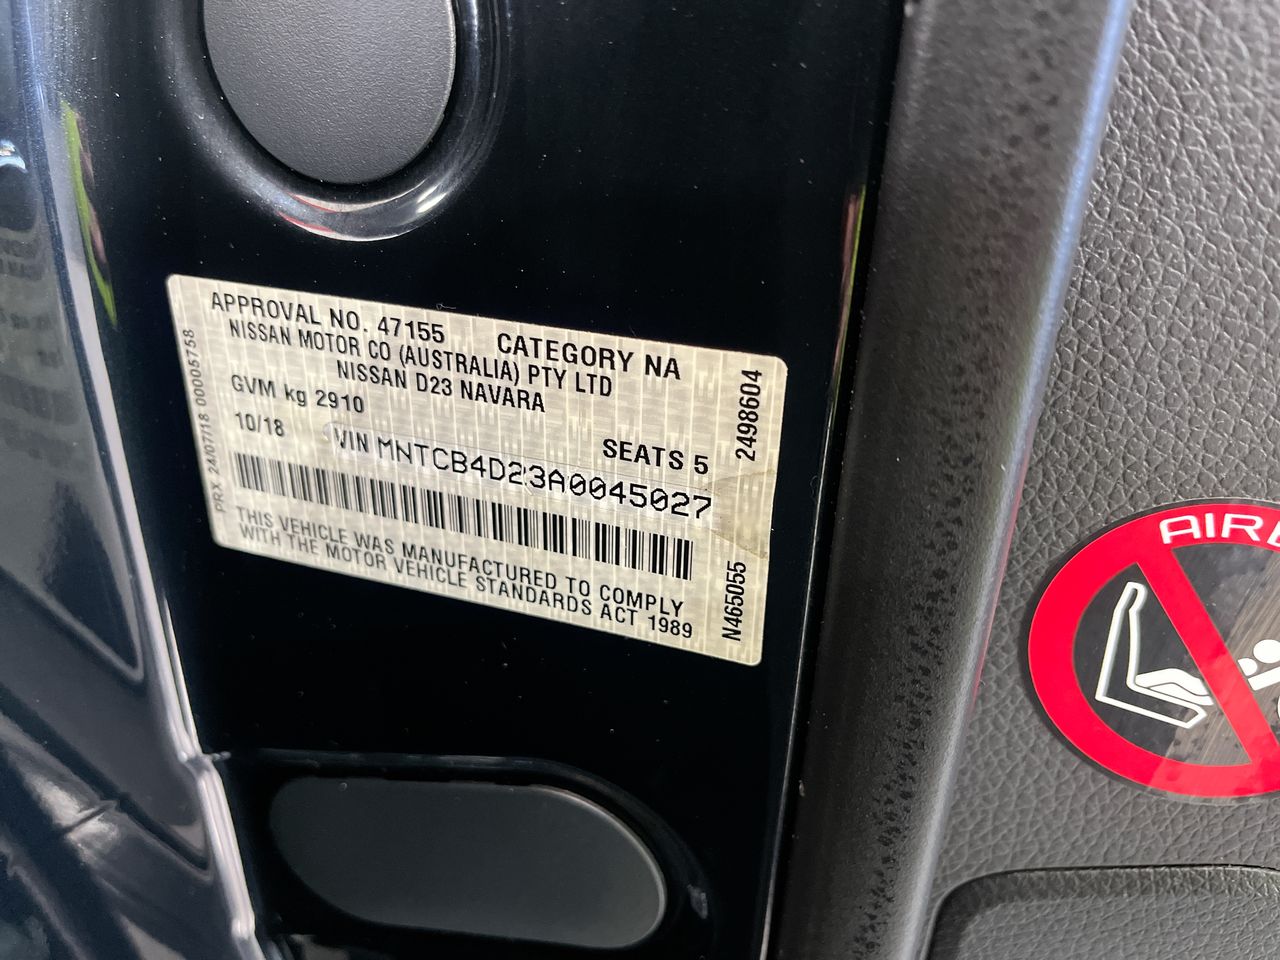 APPROVAL NO. 47155 CATEGORY NA
NISSAN MOTOR CO (AUSTRALIA) PTY LTD
NISSAN D23 NAVARA
GVM kg 2910
SEATS 5
10/18 VIN MNTCB4D23A0045027
THIS VEHICLE WAS MANUFACTURED TO COMPLY
WITH THE MOTOR VEHICLE STANDARDS ACT 1989
PRX 24/07/18 00005758
2498604
N465055